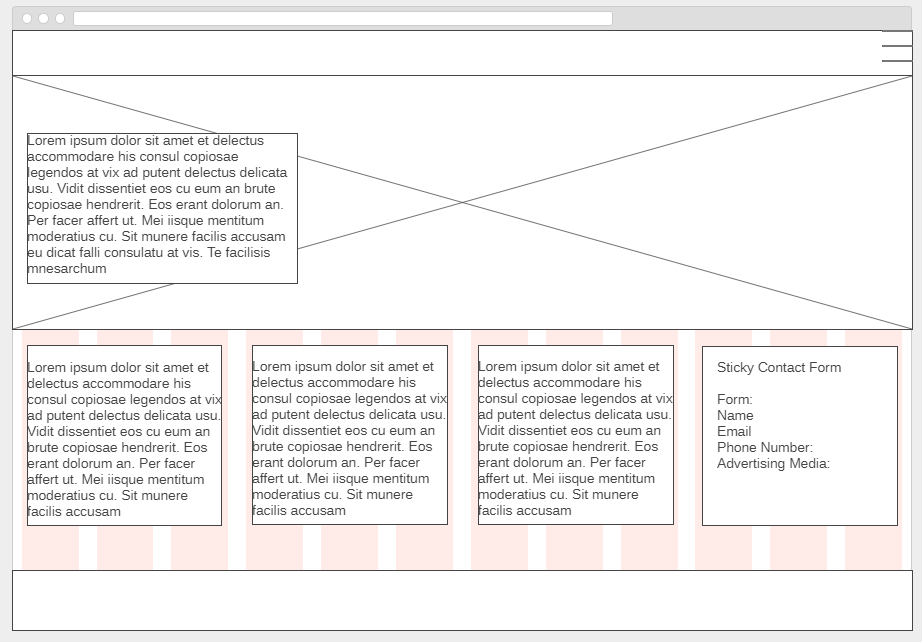 Lorem ipsum dolor sit amet et delectus
accommodare his consul copiosae
legendos at vix ad putent delectus delicata
usu. Vidit dissentiet eos cu eum an brute
copiosae hendrerit. Eos erant dolorum an.
Per facer affert ut. Mei iisque mentitum
moderatius cu. Sit munere facilis accusam
eu dicat falli consulatu at vis. Te facilisis
mnesarchum
Lorem ipsum dolor sit amet et
delectus accommodare his
consul copiosae legendos at vix
ad putent delectus delicata usu.
Vidit dissentiet eos cu eum an
brute copiosae hendrerit. Eos
erant dolorum an. Per facer
affert ut. Mei iisque mentitum
moderatius cu. Sit munere
facilis accusam
Lorem ipsum dolor sit amet et
delectus accommodare his
consul copiosae legendos at vix
ad putent delectus delicata usu.
Vidit dissentiet eos cu eum an
brute copiosae hendrerit. Eos
erant dolorum an. Per facer
affert ut. Mei iisque mentitum
moderatius cu. Sit munere
facilis accusam
Lorem ipsum dolor sit amet et
delectus accommodare his
consul copiosae legendos at vix
ad putent delectus delicata usu.
Vidit dissentiet eos cu eum an
brute copiosae hendrerit. Eos
erant dolorum an. Per facer
affert ut. Mei iisque mentitum
moderatius cu. Sit munere
facilis accusam
Sticky Contact Form
Form:
Name
Email
Phone Number:
Advertising Media: